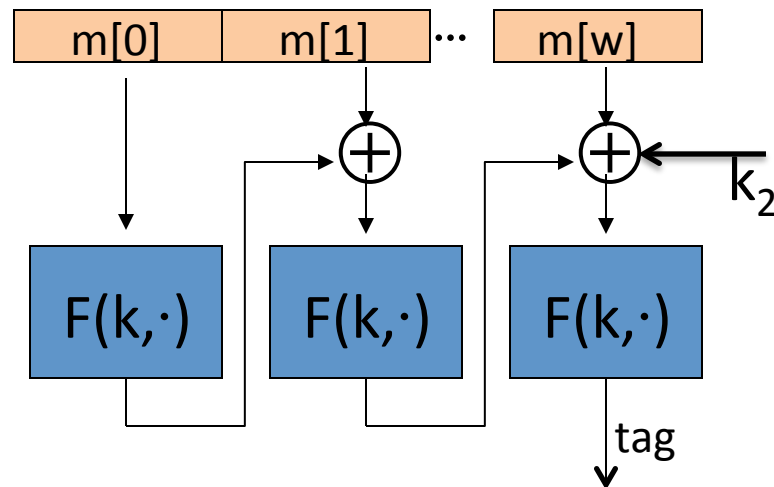 m[0] m[1] ... m[w]
k₂
F(k,·) F(k,·) F(k,·)
tag